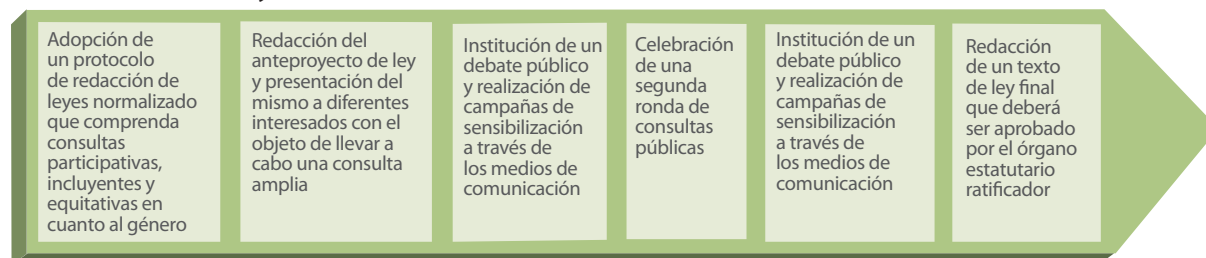 Adopción de
un protocolo
de redacción de
leyes normalizado
que comprenda
consultas
participativas,
incluyentes y
equitativas en
cuanto al género
Redacción del
anteproyecto de ley
y presentación del
mismo a diferentes
interesados con el
objeto de llevar a
cabo una consulta
amplia
Institución de un
debate público
y realización de
campañas de
sensibilización
a través de
los medios de
comunicación
Celebración
de una
segunda
ronda de
consultas
públicas
Institución de un
debate público
y realización de
campañas de
sensibilización
a través de
los medios de
comunicación
Redacción
de un texto
de ley final
que deberá
ser aprobado
por el órgano
estatutario
ratificador